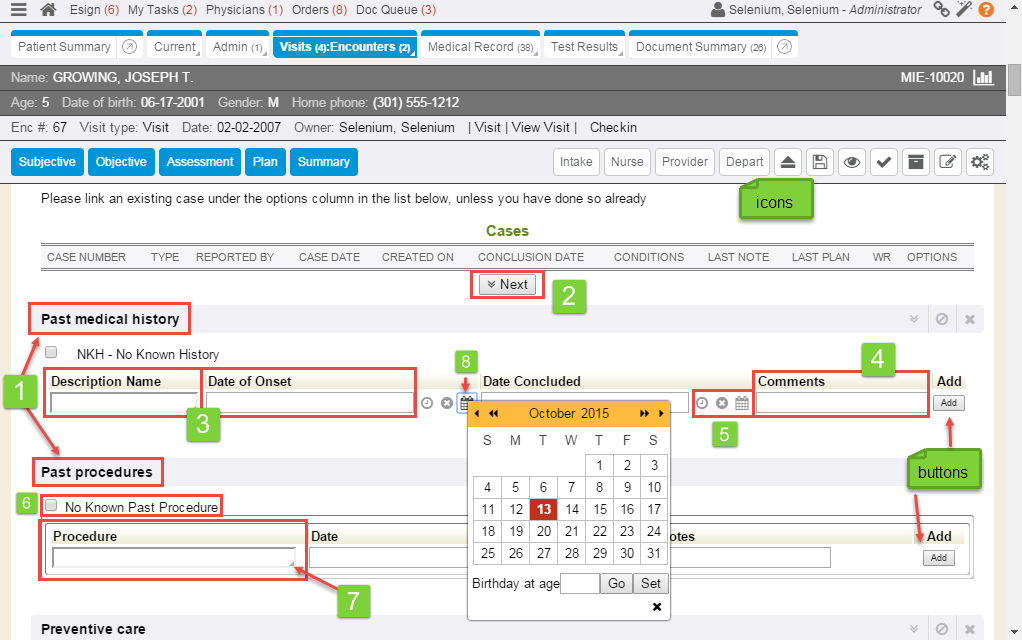 Esign (6) My Tasks (2) Physicians (1) Orders (8) Doc Queue (3) Selenium, Selenium - Administrator ?
Patient Summary Current Admin (1) Visits (4):Encounters (2) Medical Record (38) Test Results Document Summary (26)
Name: GROWING, JOSEPH T. MIE-10020
Age: 5 Date of birth: 06-17-2001 Gender: M Home phone: (301) 555-1212
Enc #: 67 Visit type: Visit Date: 02-02-2007 Owner: Selenium, Selenium | Visit | View Visit | Checkin
Subjective Objective Assessment Plan Summary Intake Nurse Provider Depart
icons
Please link an existing case under the options column in the list below, unless you have done so already
Cases
CASE NUMBER TYPE REPORTED BY CASE DATE CREATED ON CONCLUSION DATE CONDITIONS LAST NOTE LAST PLAN WR OPTIONS
Next
2
Past medical history
NKH - No Known History
8
4
1
Description Name Date of Onset Date Concluded Comments Add
Add
3
5
October 2015
S M T W T F S
1 2 3
4 5 6 7 8 9 10
11 12 13 14 15 16 17
18 19 20 21 22 23 24
25 26 27 28 29 30 31
Birthday at age Go Set
buttons
Past procedures
6
No Known Past Procedure
Procedure Date otes Add
Add
7
Preventive care